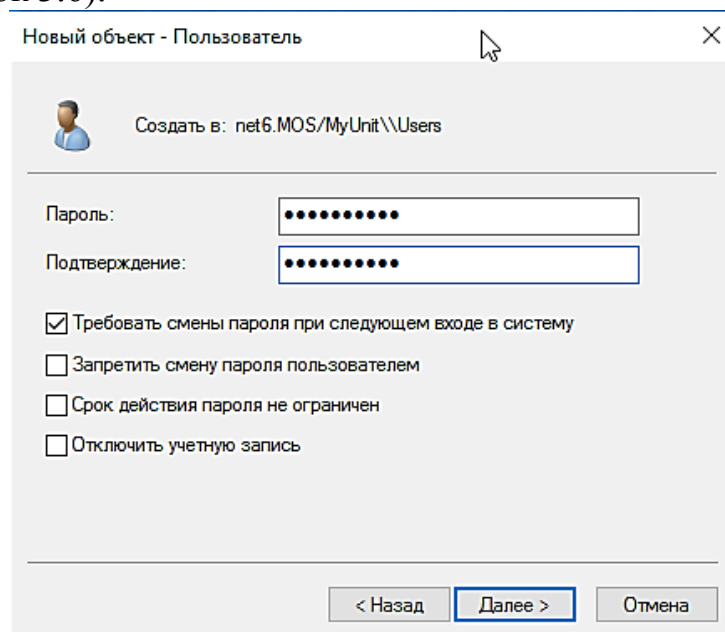 Новый объект - Пользователь
Создать в: net6.MOS/MyUnit\\Users
Пароль: ●●●●●●●●●●
Подтверждение: ●●●●●●●●●●
Требовать смены пароля при следующем входе в систему
Запретить смену пароля пользователем
Срок действия пароля не ограничен
Отключить учетную запись
< Назад Далее > Отмена